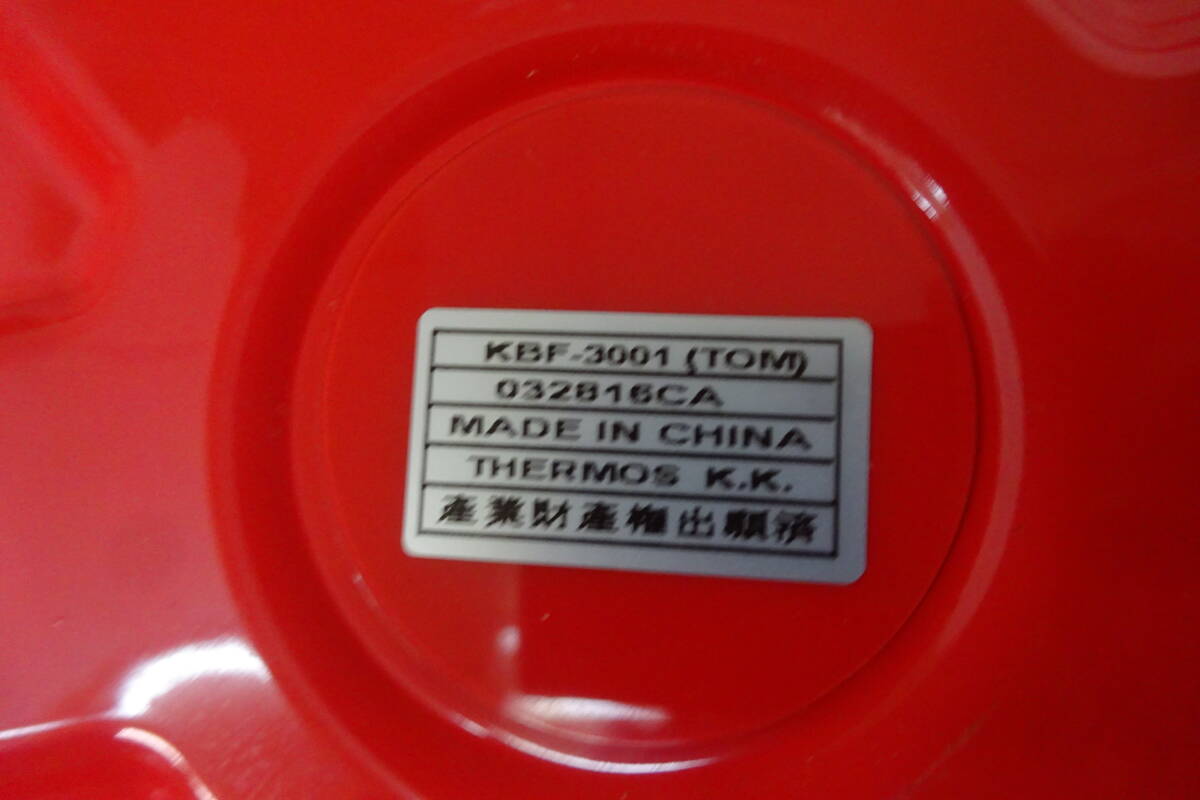 KBF-3001 (TOM)
032816CA
MADE IN CHINA
THERMOS K.K.
産業財産権出願済